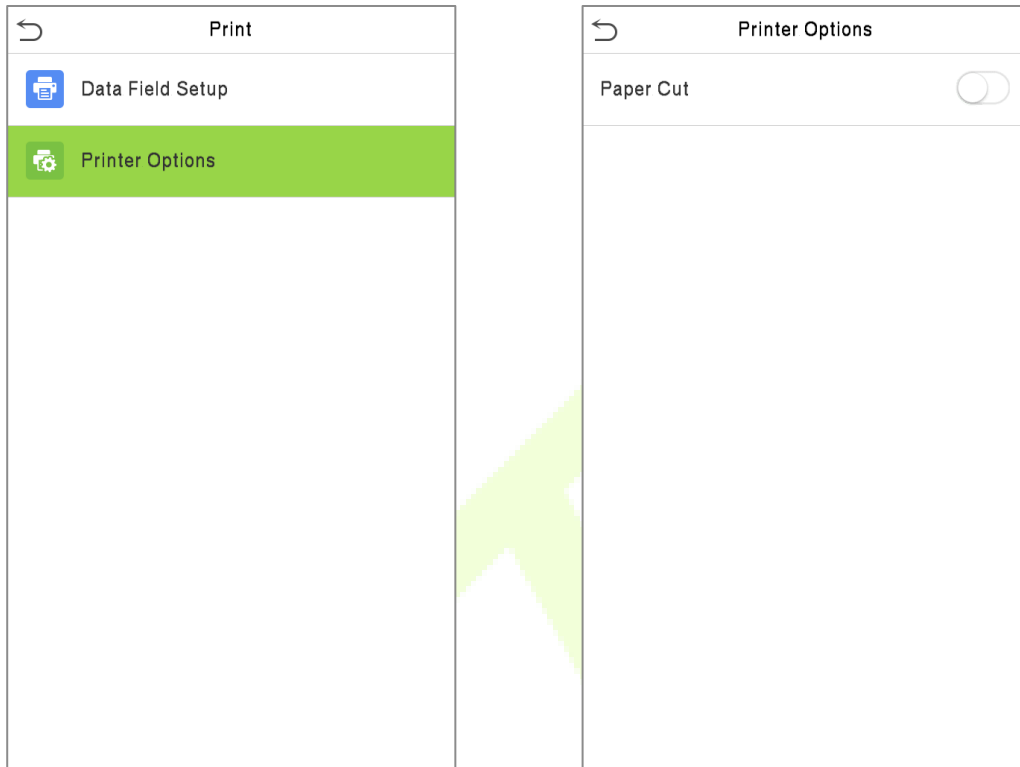 Print
Data Field Setup
Printer Options
Printer Options
Paper Cut